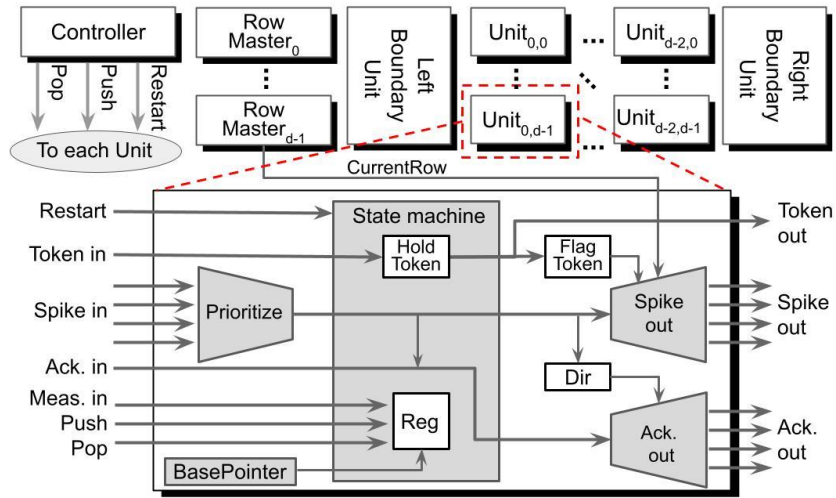 Controller
Pop
Push
Restart
To each Unit
Row
Master0
Row
Masterd-1
Left
Boundary
Unit
Unit0,0
...
Unitd-2,0
Unit0,d-1
...
Unitd-2,d-1
Right
Boundary
Unit
CurrentRow
Restart
State machine
Token in
Hold
Token
Flag
Token
Token
out
Spike in
Prioritize
Spike
out
Spike
out
Ack. in
Dir
Meas. in
Push
Pop
Reg
Ack.
out
Ack.
out
BasePointer